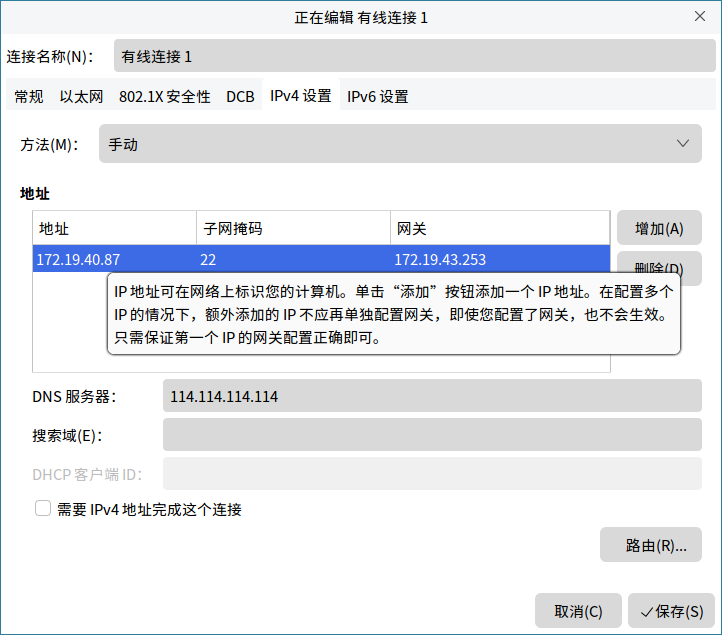 正在编辑 有线连接 1
连接名称(N): 有线连接 1
常规 以太网 802.1X 安全性 DCB IPv4 设置 IPv6 设置
方法(M): 手动
地址
地址 子网掩码 网关 增加(A)
172.19.40.87 22 172.19.43.253
删除(D)
IP 地址可在网络上标识您的计算机。单击“添加”按钮添加一个 IP 地址。在配置多个
IP 的情况下，额外添加的 IP 不应再单独配置网关，即使您配置了网关，也不会生效。
只需保证第一个 IP 的网关配置正确即可。
DNS 服务器: 114.114.114.114
搜索域(E):
DHCP 客户端 ID:
需要 IPv4 地址完成这个连接
路由(R)...
取消(C) 保存(S)